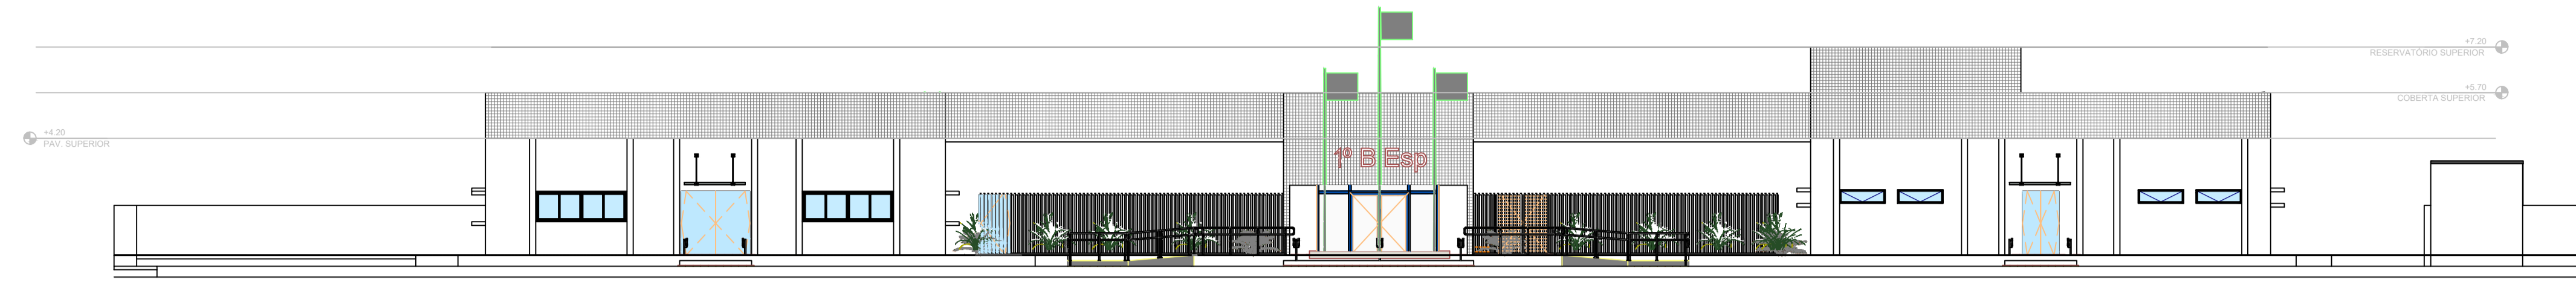 +7.20
RESERVATÓRIO SUPERIOR
+5.70
COBERTA SUPERIOR
+4.20
PAV. SUPERIOR
1º B Esp